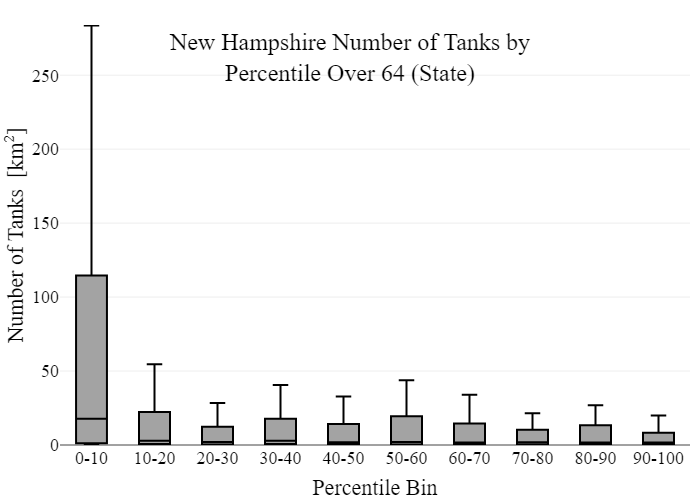 New Hampshire Number of Tanks by
Percentile Over 64 (State)
Number of Tanks [km²]
250
200
150
100
50
0
0-10 10-20 20-30 30-40 40-50 50-60 60-70 70-80 80-90 90-100
Percentile Bin